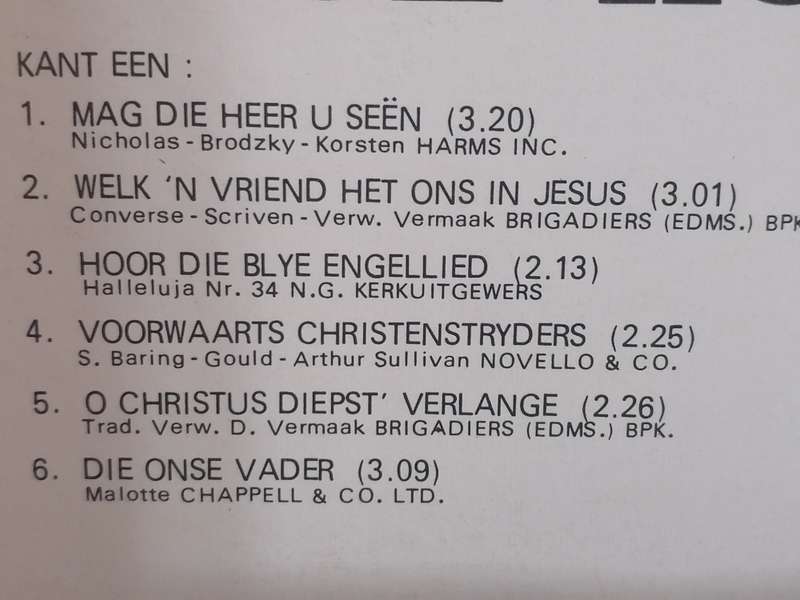 KANT EEN :
1. MAG DIE HEER U SEËN (3.20)
Nicholas - Brodzky - Korsten HARMS INC.
2. WELK 'N VRIEND HET ONS IN JESUS (3.01)
Converse - Scriven - Verw. Vermaak BRIGADIERS (EDMS.) BPK
3. HOOR DIE BLYE ENGELLIED (2.13)
Halleluja Nr. 34 N.G. KERKUITGEWERS
4. VOORWAARTS CHRISTENSTRYDERS (2.25)
S. Baring - Gould - Arthur Sullivan NOVELLO & CO.
5. O CHRISTUS DIEPST' VERLANGE (2.26)
Trad. Verw. D. Vermaak BRIGADIERS (EDMS.) BPK.
6. DIE ONSE VADER (3.09)
Malotte CHAPPELL & CO. LTD.